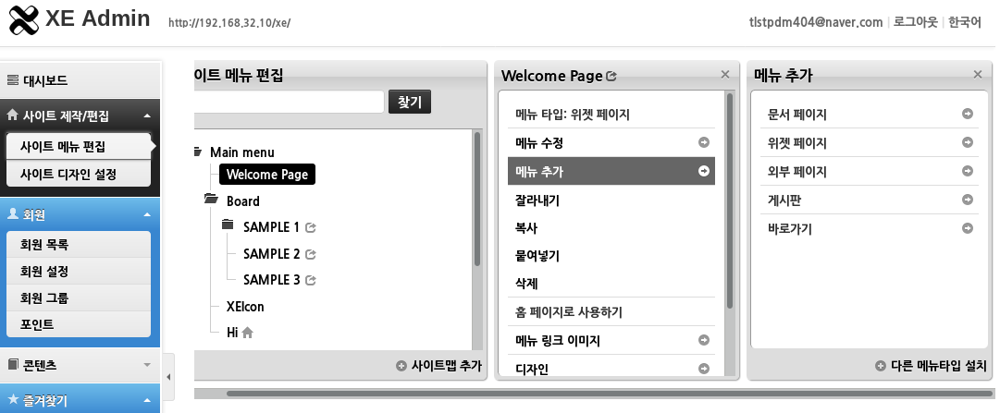 XE Admin
http://192.168.32.10/xe/
tlstpdm404@naver.com | 로그아웃 | 한국어
대시보드
사이트 제작/편집
사이트 메뉴 편집
사이트 디자인 설정
회원
회원 목록
회원 설정
회원 그룹
포인트
콘텐츠
즐겨찾기
이트 메뉴 편집
찾기
Main menu
Welcome Page
Board
SAMPLE 1
SAMPLE 2
SAMPLE 3
XEIcon
Hi
사이트맵 추가
Welcome Page
메뉴 타입: 위젯 페이지
메뉴 수정
메뉴 추가
잘라내기
복사
붙여넣기
삭제
홈 페이지로 사용하기
메뉴 링크 이미지
디자인
메뉴 추가
문서 페이지
위젯 페이지
외부 페이지
게시판
바로가기
다른 메뉴타입 설치